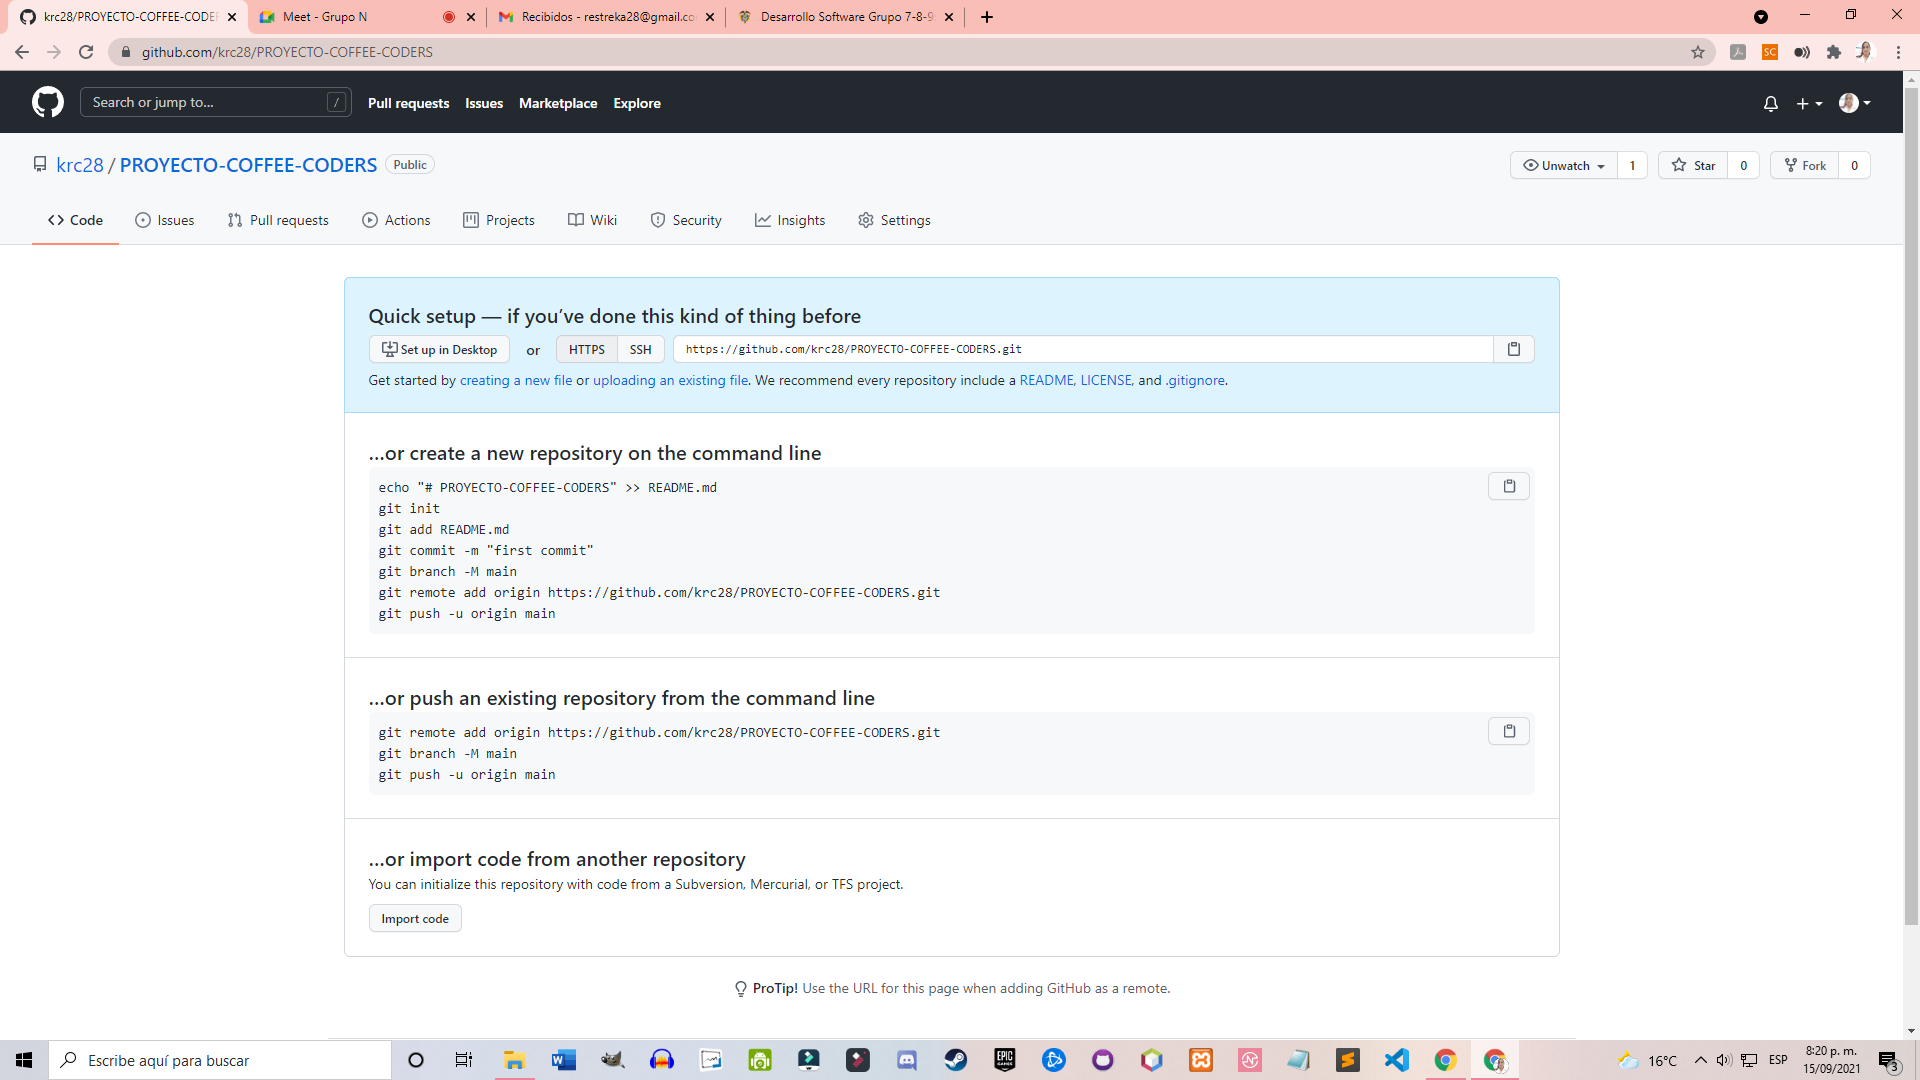 krc28/PROYECTO-COFFEE-CODER
Meet - Grupo N
Recibidos - restreka28@gmail.co
Desarrollo Software Grupo 7-8-9
github.com/krc28/PROYECTO-COFFEE-CODERS
SC
Search or jump to...
/
Pull requests
Issues
Marketplace
Explore
krc28 / PROYECTO-COFFEE-CODERS
Public
Unwatch
1
Star
0
Fork
0
Code
Issues
Pull requests
Actions
Projects
Wiki
Security
Insights
Settings
Quick setup — if you’ve done this kind of thing before
Set up in Desktop
or
HTTPS
SSH
https://github.com/krc28/PROYECTO-COFFEE-CODERS.git
Get started by creating a new file or uploading an existing file. We recommend every repository include a README, LICENSE, and .gitignore.
…or create a new repository on the command line
echo "# PROYECTO-COFFEE-CODERS" >> README.md
git init
git add README.md
git commit -m "first commit"
git branch -M main
git remote add origin https://github.com/krc28/PROYECTO-COFFEE-CODERS.git
git push -u origin main
…or push an existing repository from the command line
git remote add origin https://github.com/krc28/PROYECTO-COFFEE-CODERS.git
git branch -M main
git push -u origin main
…or import code from another repository
You can initialize this repository with code from a Subversion, Mercurial, or TFS project.
Import code
ProTip! Use the URL for this page when adding GitHub as a remote.
Escribe aquí para buscar
EPIC GAMES
16°C
ESP
8:20 p. m.
15/09/2021
3